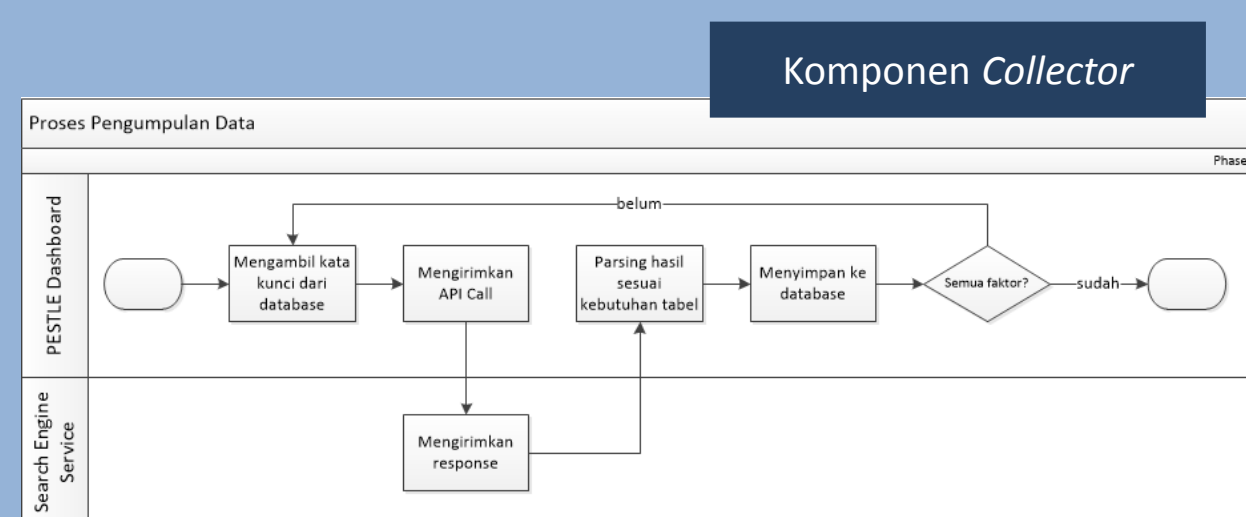 Komponen Collector
Proses Pengumpulan Data
Phase
PESTLE Dashboard
belum
Mengambil kata
kunci dari
database
Mengirimkan
API Call
Parsing hasil
sesuai
kebutuhan tabel
Menyimpan ke
database
Semua faktor?
sudah
Search Engine
Service
Mengirimkan
response